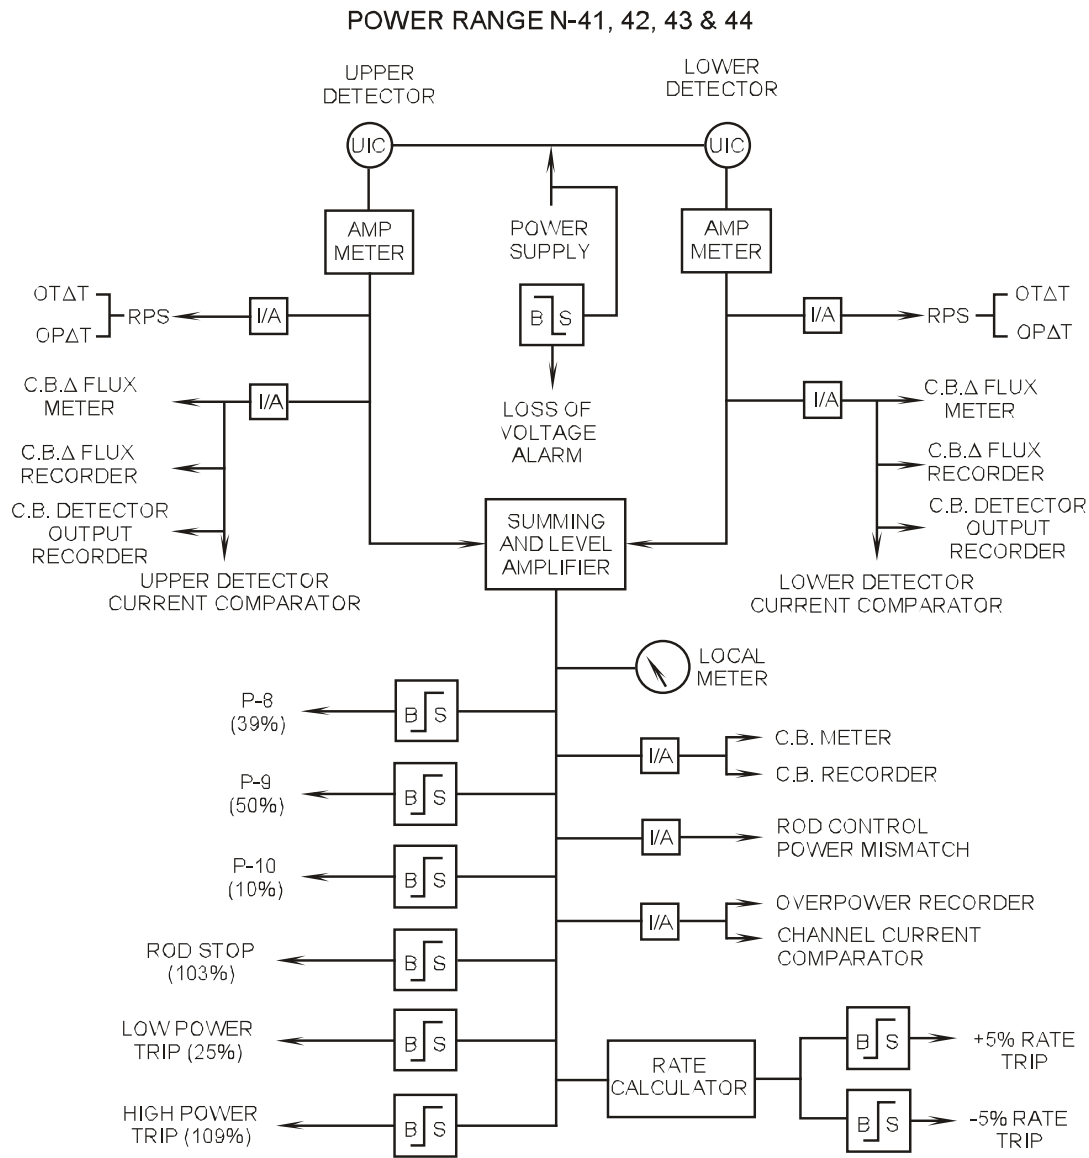 POWER RANGE N-41, 42, 43 & 44
UPPER
DETECTOR
LOWER
DETECTOR
UIC
UIC
AMP
METER
POWER
SUPPLY
AMP
METER
OT∆T
OP∆T
RPS
I/A
B S
I/A
RPS
OT∆T
OP∆T
C.B.∆ FLUX
METER
I/A
LOSS OF
VOLTAGE
ALARM
I/A
C.B.∆ FLUX
METER
C.B.∆ FLUX
RECORDER
C.B.∆ FLUX
RECORDER
C.B. DETECTOR
OUTPUT
RECORDER
SUMMING
AND LEVEL
AMPLIFIER
C.B. DETECTOR
OUTPUT
RECORDER
UPPER DETECTOR
CURRENT COMPARATOR
LOWER DETECTOR
CURRENT COMPARATOR
LOCAL
METER
P-8
(39%)
B S
I/A
C.B. METER
C.B. RECORDER
P-9
(50%)
B S
I/A
ROD CONTROL
POWER MISMATCH
P-10
(10%)
B S
I/A
OVERPOWER RECORDER
CHANNEL CURRENT
COMPARATOR
ROD STOP
(103%)
B S
LOW POWER
TRIP (25%)
B S
RATE
CALCULATOR
B S
+5% RATE
TRIP
HIGH POWER
TRIP (109%)
B S
B S
-5% RATE
TRIP